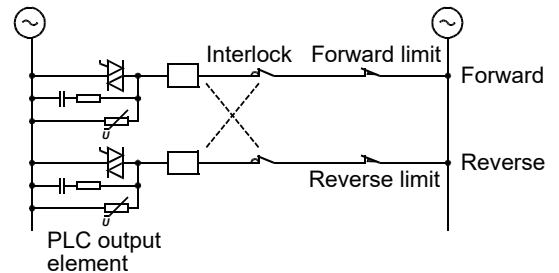 Interlock
Forward limit
Forward
U
Reverse
Reverse limit
U
PLC output
element